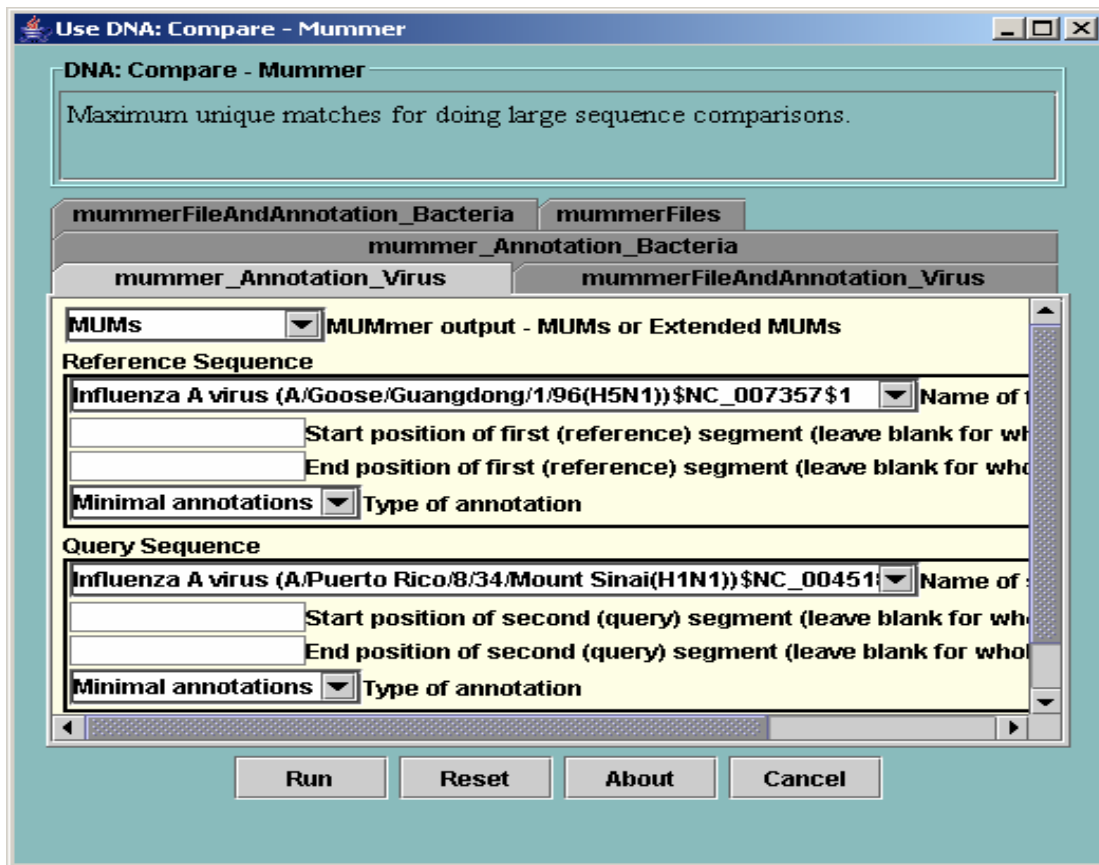 Use DNA: Compare - Mummer
DNA: Compare - Mummer
Maximum unique matches for doing large sequence comparisons.
mummerFileAndAnnotation_Bacteria mummerFiles
mummer_Annotation_Bacteria
mummer_Annotation_Virus mummerFileAndAnnotation_Virus
MUMs MUMmer output - MUMs or Extended MUMs
Reference Sequence
Influenza A virus (A/Goose/Guangdong/1/96(H5N1))$NC_007357$1 Name of
Start position of first (reference) segment (leave blank for
End position of first (reference) segment (leave blank for
Minimal annotations Type of annotation
Query Sequence
Influenza A virus (A/Puerto Rico/8/34/Mount Sinai(H1N1))$NC_00451 Name of
Start position of second (query) segment (leave blank for
End position of second (query) segment (leave blank for
Minimal annotations Type of annotation
Run Reset About Cancel